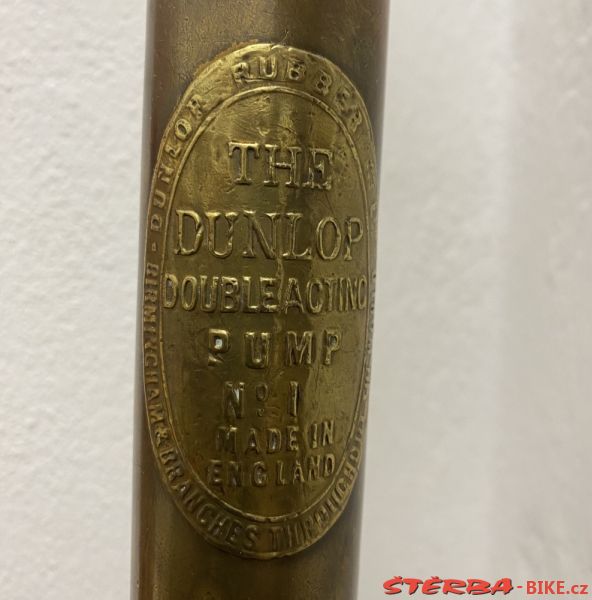 DUNLOP RUBBER
THE
DUNLOP
DOUBLE ACTING
PUMP
No 1
MADE IN
ENGLAND
BIRMINGHAM & BRANCHES THROUGHOUT
ŠTĚRBA-BIKE.cz